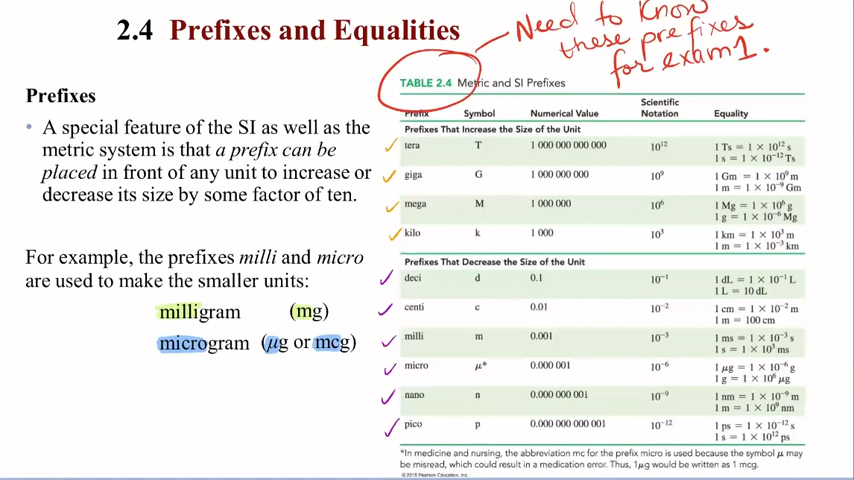 2.4 Prefixes and Equalities
Need to know
these prefixes
for exam 1.
Prefixes
• A special feature of the SI as well as the
metric system is that a prefix can be
placed in front of any unit to increase or
decrease its size by some factor of ten.
For example, the prefixes milli and micro
are used to make the smaller units:
milligram (mg)
microgram (μg or mcg)
TABLE 2.4 Metric and SI Prefixes
Prefix Symbol Numerical Value Scientific Notation Equality
Prefixes That Increase the Size of the Unit
tera T 1 000 000 000 000 10¹² 1 Ts = 1 × 10¹² s
1 s = 1 × 10⁻¹² Ts
giga G 1 000 000 000 10⁹ 1 Gm = 1 × 10⁹ m
1 m = 1 × 10⁻⁹ Gm
mega M 1 000 000 10⁶ 1 Mg = 1 × 10⁶ g
1 g = 1 × 10⁻⁶ Mg
kilo k 1 000 10³ 1 km = 1 × 10³ m
1 m = 1 × 10⁻³ km
Prefixes That Decrease the Size of the Unit
deci d 0.1 10⁻¹ 1 dL = 1 × 10⁻¹ L
1 L = 10 dL
centi c 0.01 10⁻² 1 cm = 1 × 10⁻² m
1 m = 100 cm
milli m 0.001 10⁻³ 1 ms = 1 × 10⁻³ s
1 s = 1 × 10³ ms
micro μ* 0.000 001 10⁻⁶ 1 μg = 1 × 10⁻⁶ g
1 g = 1 × 10⁶ μg
nano n 0.000 000 001 10⁻⁹ 1 nm = 1 × 10⁻⁹ m
1 m = 1 × 10⁹ nm
pico p 0.000 000 000 001 10⁻¹² 1 ps = 1 × 10⁻¹² s
1 s = 1 × 10¹² ps
*In medicine and nursing, the abbreviation mc for the prefix micro is used because the symbol μ may
be misread, which could result in a medication error. Thus, 1μg would be written as 1 mcg.
© 2015 Pearson Education, Inc.